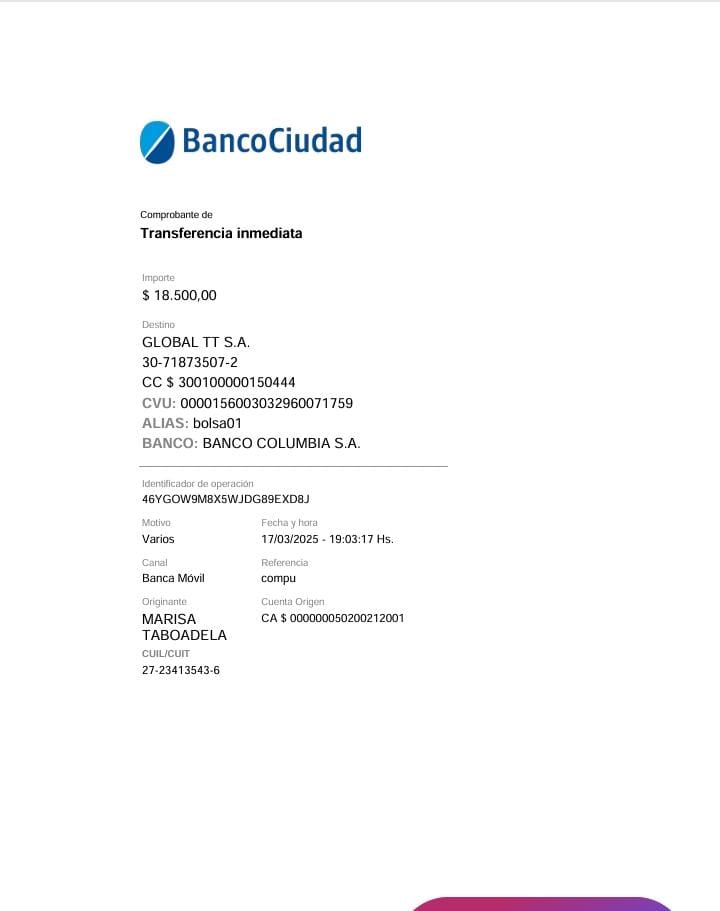 BancoCiudad
Comprobante de
Transferencia inmediata
Importe
$ 18.500,00
Destino
GLOBAL TT S.A.
30-71873507-2
CC $ 300100000150444
CVU: 0000156003032960071759
ALIAS: bolsa01
BANCO: BANCO COLUMBIA S.A.
Identificador de operación
46YGOW9M8X5WJDG89EXD8J
Motivo
Varios
Fecha y hora
17/03/2025 - 19:03:17 Hs.
Canal
Banca Móvil
Referencia
compu
Originante
MARISA
TABOADELA
Cuenta Origen
CA $ 000000050200212001
CUIL/CUIT
27-23413543-6